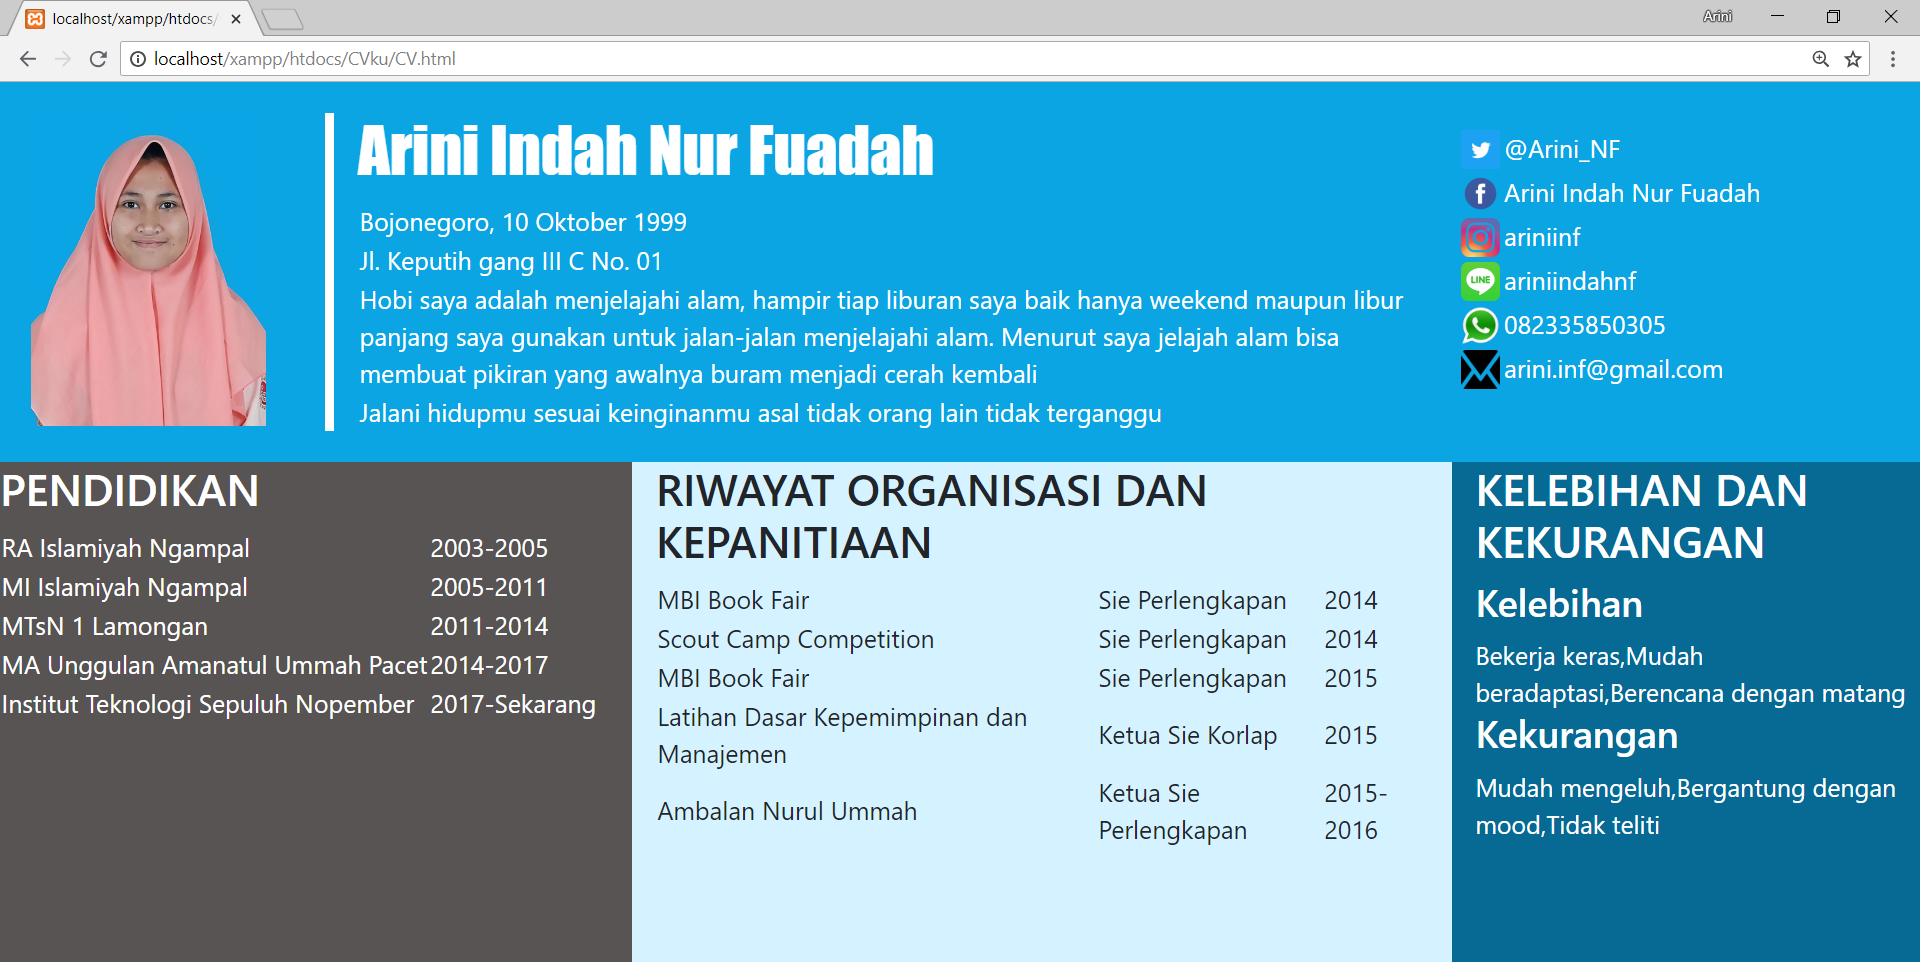 localhost/xampp/htdocs/
Arini
localhost/xampp/htdocs/CVku/CV.html
Arini Indah Nur Fuadah
Bojonegoro, 10 Oktober 1999
Jl. Keputih gang III C No. 01
Hobi saya adalah menjelajahi alam, hampir tiap liburan saya baik hanya weekend maupun libur
panjang saya gunakan untuk jalan-jalan menjelajahi alam. Menurut saya jelajah alam bisa
membuat pikiran yang awalnya buram menjadi cerah kembali
Jalani hidupmu sesuai keinginanmu asal tidak orang lain tidak terganggu
@Arini_NF
Arini Indah Nur Fuadah
ariniinf
LINE
ariniindahnf
082335850305
arini.inf@gmail.com
PENDIDIKAN
RA Islamiyah Ngampal 2003-2005
MI Islamiyah Ngampal 2005-2011
MTsN 1 Lamongan 2011-2014
MA Unggulan Amanatul Ummah Pacet 2014-2017
Institut Teknologi Sepuluh Nopember 2017-Sekarang
RIWAYAT ORGANISASI DAN
KEPANITIAAN
MBI Book Fair Sie Perlengkapan 2014
Scout Camp Competition Sie Perlengkapan 2014
MBI Book Fair Sie Perlengkapan 2015
Latihan Dasar Kepemimpinan dan
Manajemen
Ketua Sie Korlap 2015
Ambalan Nurul Ummah
Ketua Sie
Perlengkapan
2015-
2016
KELEBIHAN DAN
KEKURANGAN
Kelebihan
Bekerja keras,Mudah
beradaptasi,Berencana dengan matang
Kekurangan
Mudah mengeluh,Bergantung dengan
mood,Tidak teliti